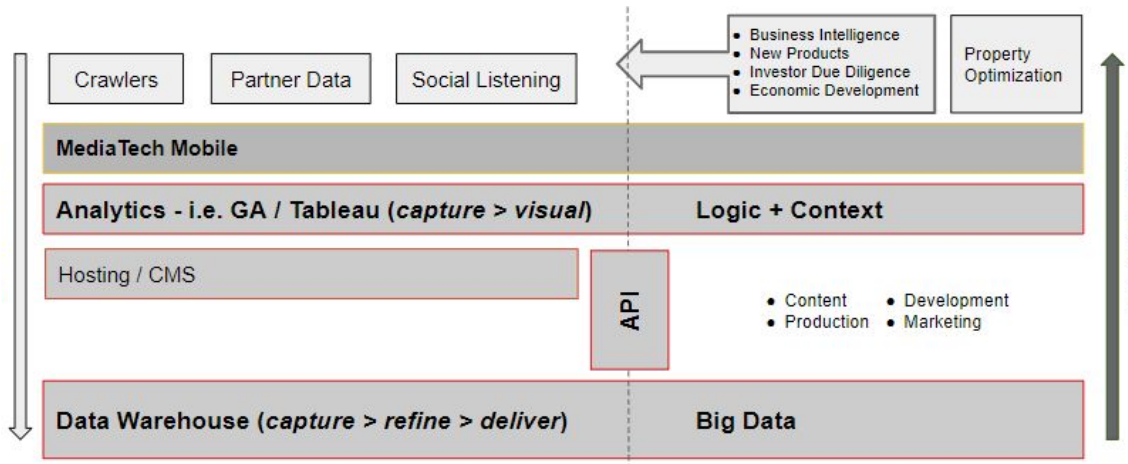 Crawlers
Partner Data
Social Listening
● Business Intelligence
● New Products
● Investor Due Diligence
● Economic Development
Property
Optimization
MediaTech Mobile
Analytics - i.e. GA / Tableau (capture > visual)
Logic + Context
Hosting / CMS
API
● Content
● Development
● Production
● Marketing
Data Warehouse (capture > refine > deliver)
Big Data